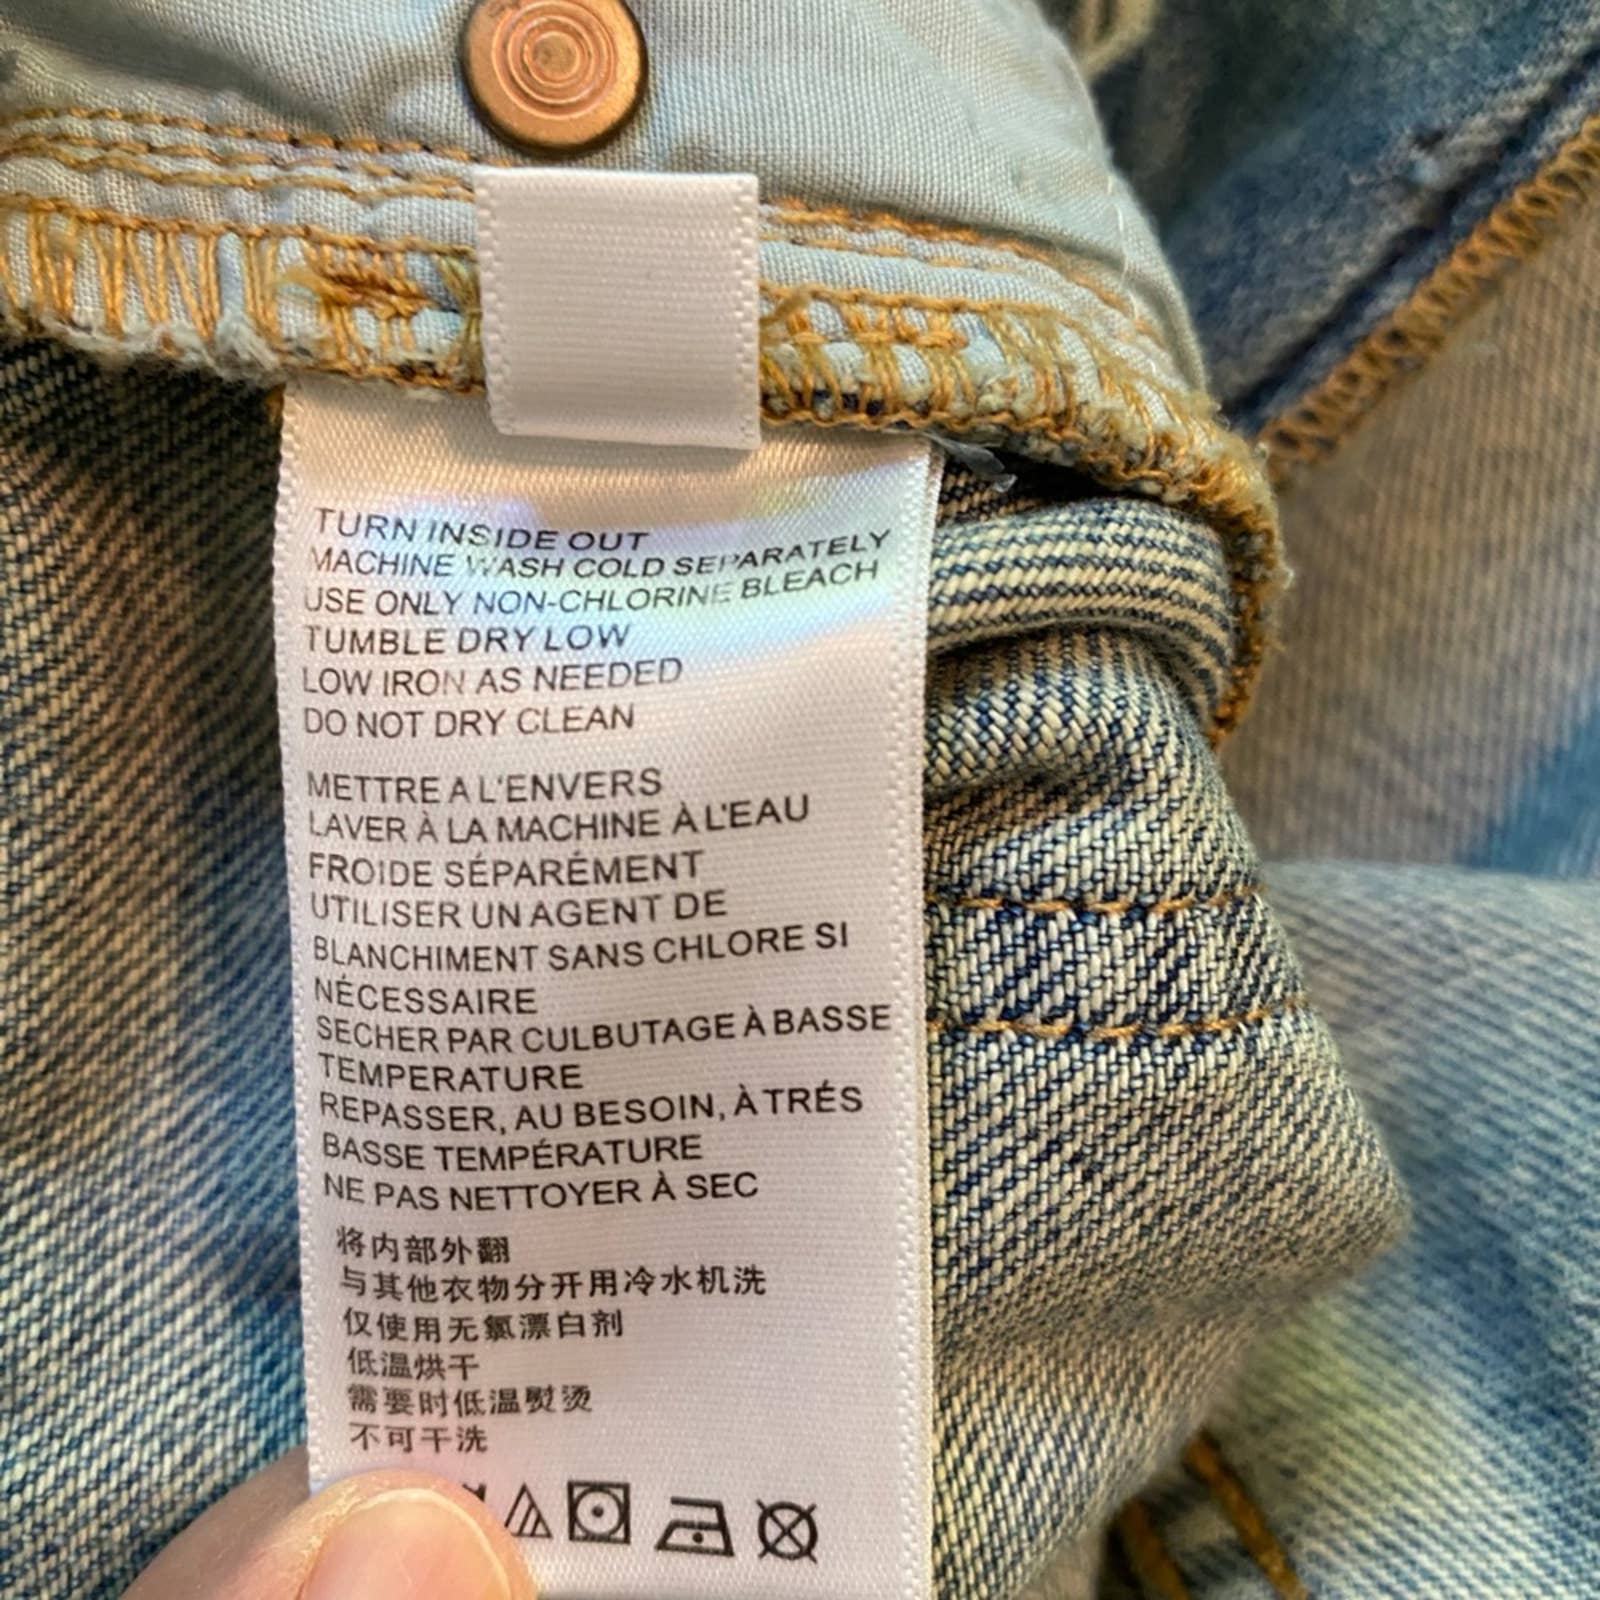 TURN INSIDE OUT
MACHINE WASH COLD SEPARATELY
USE ONLY NON-CHLORINE BLEACH
TUMBLE DRY LOW
LOW IRON AS NEEDED
DO NOT DRY CLEAN
METTRE A L'ENVERS
LAVER À LA MACHINE À L'EAU
FROIDE SÉPARÉMENT
UTILISER UN AGENT DE
BLANCHIMENT SANS CHLORE SI
NÉCESSAIRE
SECHER PAR CULBUTAGE À BASSE
TEMPERATURE
REPASSER, AU BESOIN, À TRÉS
BASSE TEMPÉRATURE
NE PAS NETTOYER À SEC
将内部外翻
与其他衣物分开用冷水机洗
仅使用无氯漂白剂
低温烘干
需要时低温熨烫
不可干洗